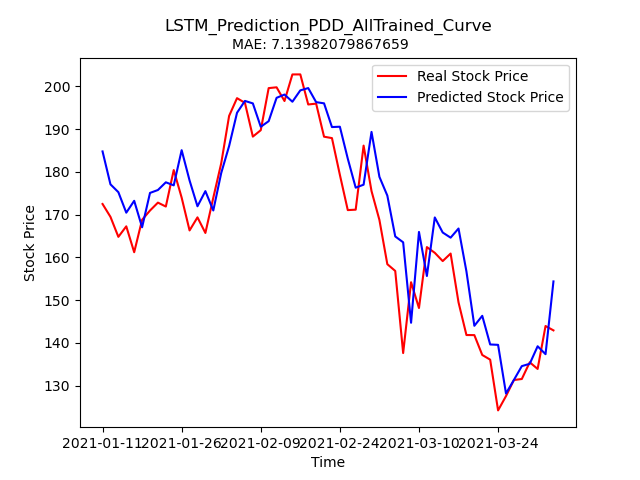 LSTM_Prediction_PDD_AllTrained_Curve
MAE: 7.13982079867659
Real Stock Price
Predicted Stock Price
Stock Price
200
190
180
170
160
150
140
130
2021-01-11 2021-01-26 2021-02-09 2021-02-24 2021-03-10 2021-03-24
Time